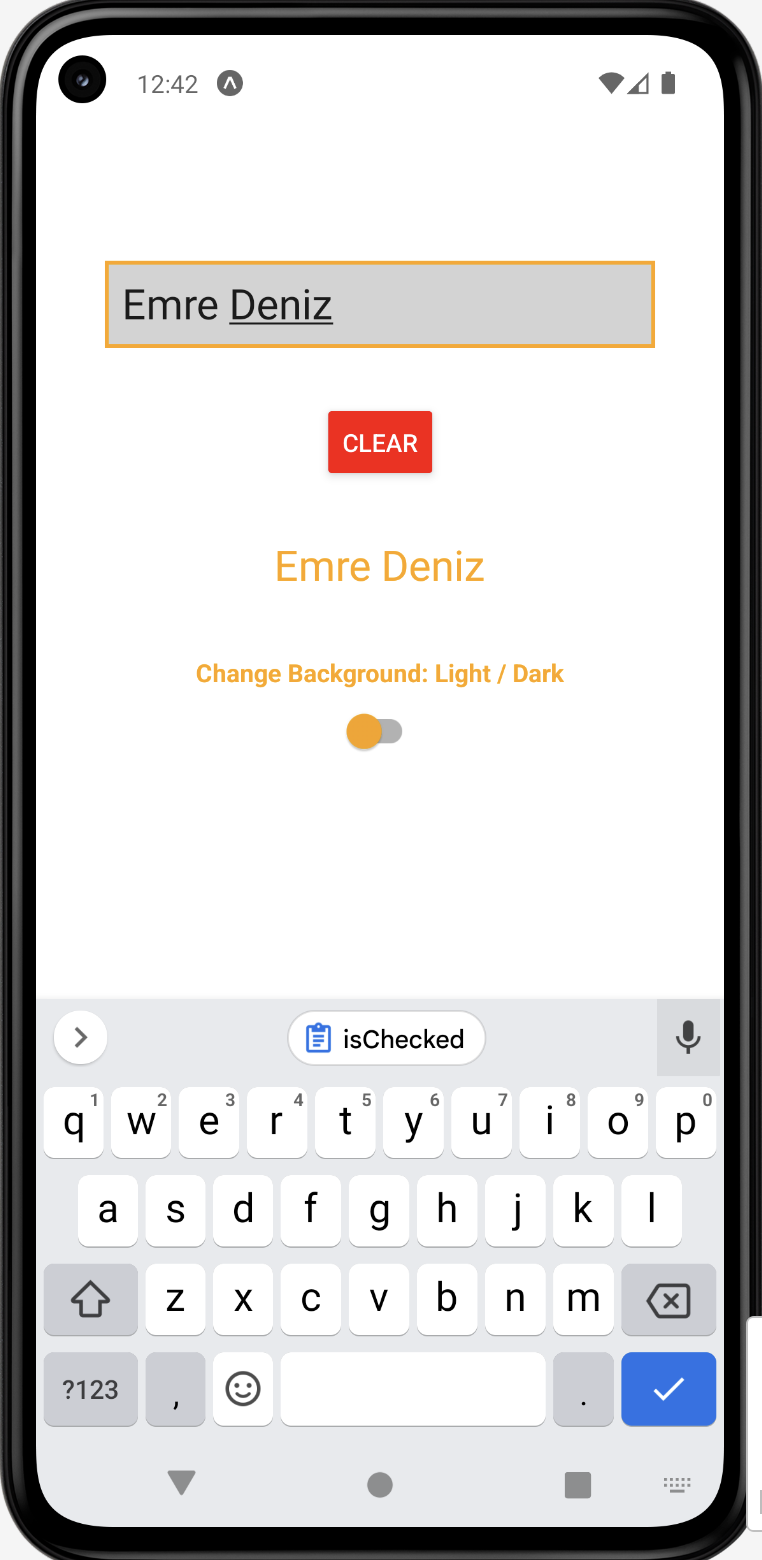 12:42
Emre Deniz
CLEAR
Emre Deniz
Change Background: Light / Dark
isChecked
1 2 3 4 5 6 7 8 9 0
q w e r t y u i o p
a s d f g h j k l
z x c v b n m
?123 , .